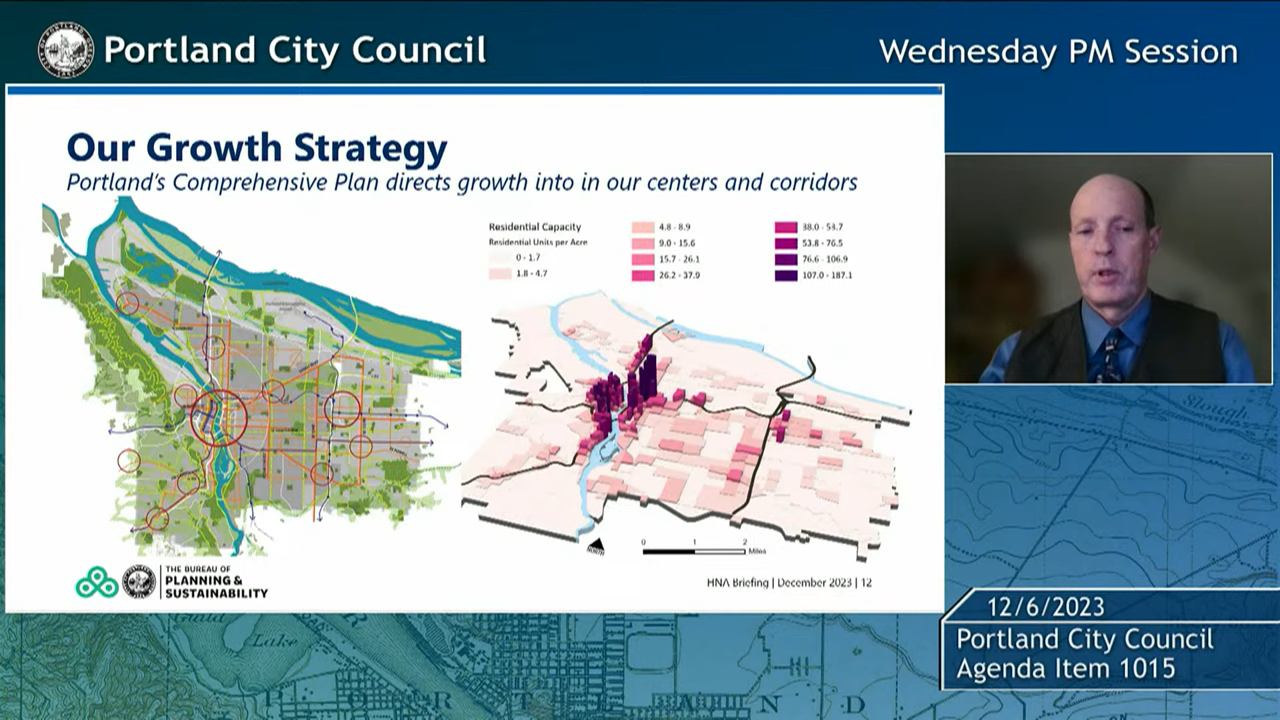 Portland City Council
Wednesday PM Session
Our Growth Strategy
Portland's Comprehensive Plan directs growth into in our centers and corridors
Residential Capacity
Residential Units per Acre
0 - 1.7
1.8 - 4.7
4.8 - 8.9
9.0 - 15.6
15.7 - 26.1
26.2 - 37.9
38.0 - 53.7
53.8 - 76.5
76.6 - 106.9
107.0 - 187.1
NORTH
0 1 2
Miles
THE BUREAU OF
PLANNING &
SUSTAINABILITY
HNA Briefing | December 2023 | 12
Slough
12/6/2023
Portland City Council
Agenda Item 1015
Guild
Lake
P O R T L A N D